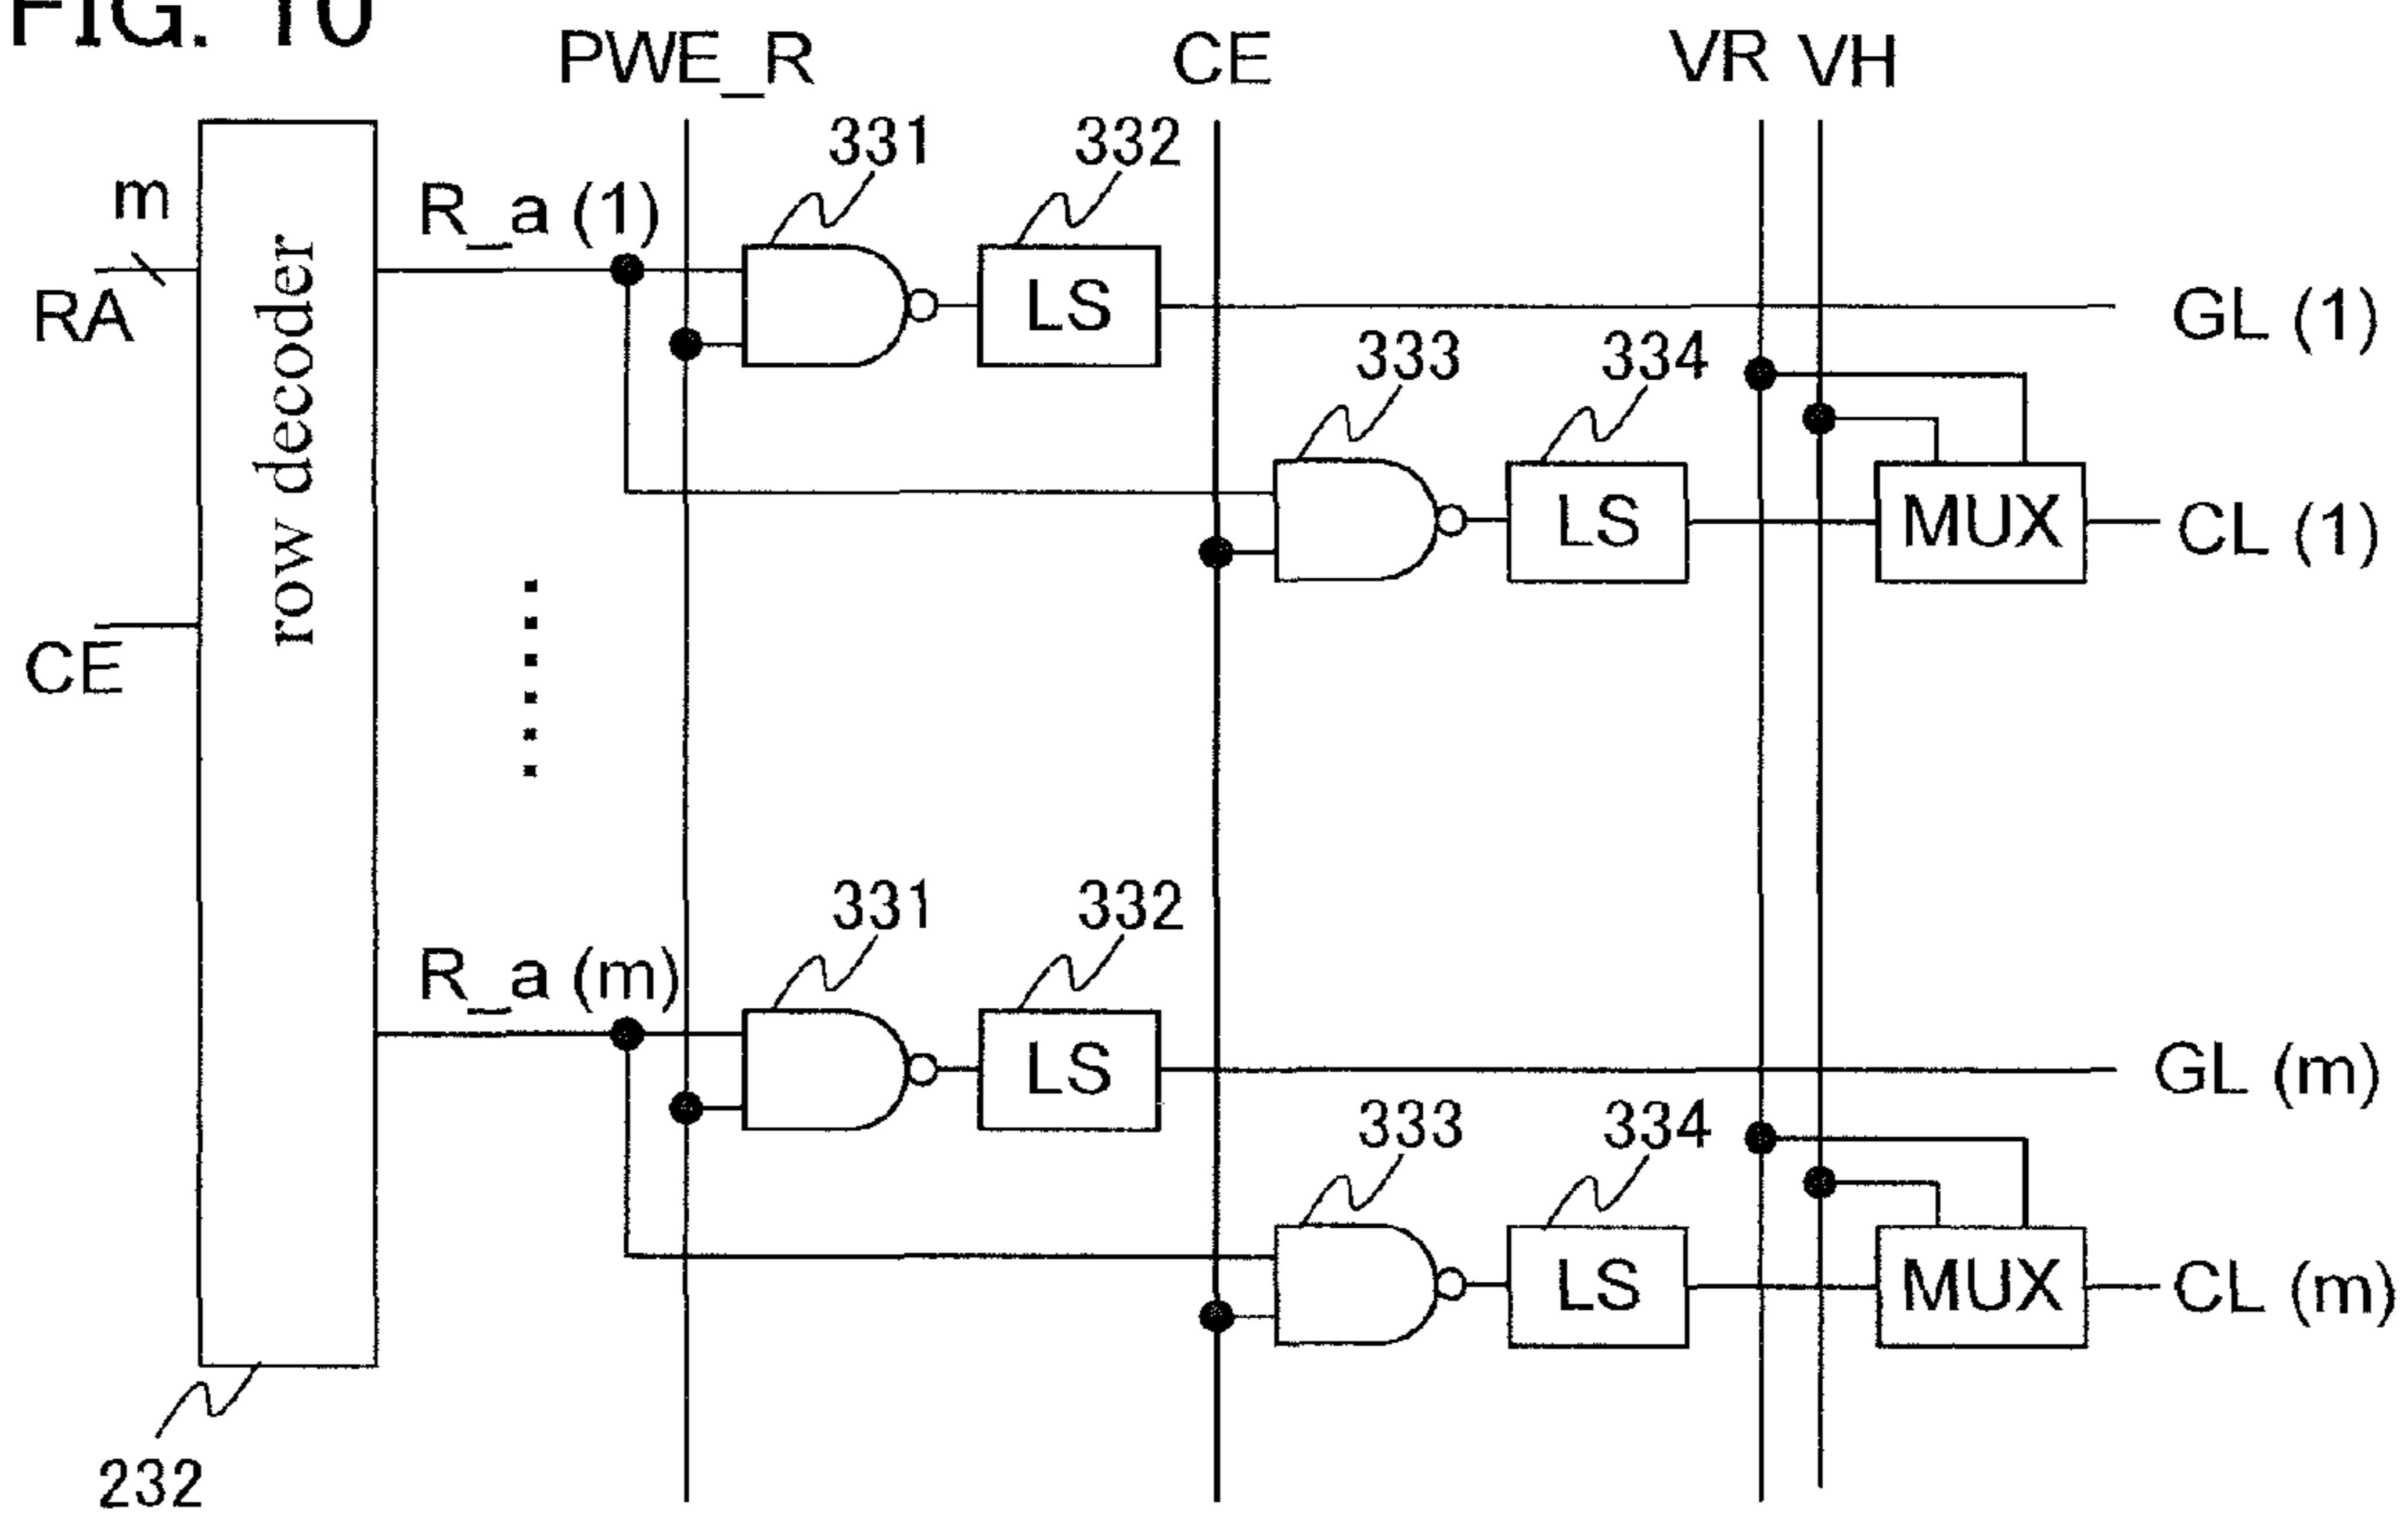 FIG. 10
PWE_R
CE
VR
VH
m
RA
CE
row decoder
232
R_a (1)
331
332
LS
GL (1)
333
334
LS
MUX
CL (1)
R_a (m)
331
332
LS
GL (m)
333
334
LS
MUX
CL (m)